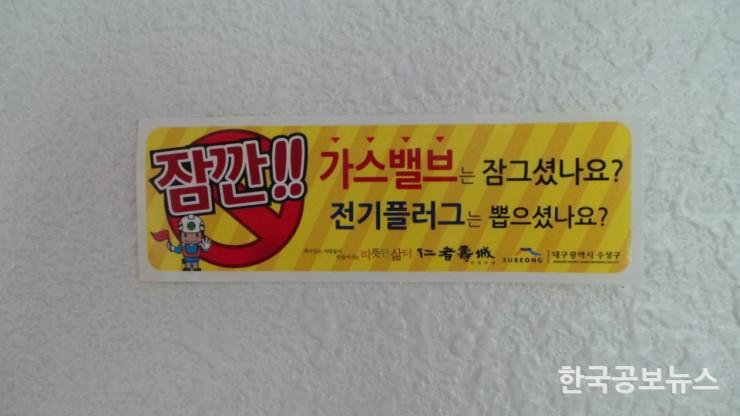 잠깐!!
가스밸브는 잠그셨나요?
전기플러그는 뽑으셨나요?
따뜻한 삶터
仁者壽城
SUSEONG
대구광역시 수성구
한국공보뉴스